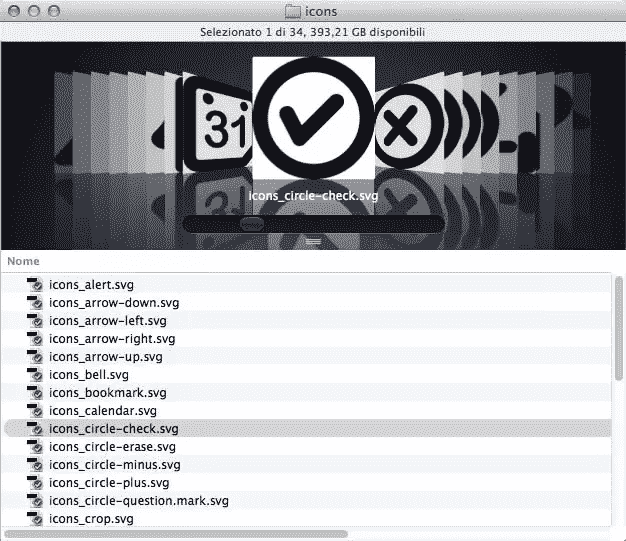 icons
Selezionato 1 di 34, 393,21 GB disponibili
31
icons_circle-check.svg
Nome
icons_alert.svg
icons_arrow-down.svg
icons_arrow-left.svg
icons_arrow-right.svg
icons_arrow-up.svg
icons_bell.svg
icons_bookmark.svg
icons_calendar.svg
icons_circle-check.svg
icons_circle-erase.svg
icons_circle-minus.svg
icons_circle-plus.svg
icons_circle-question.mark.svg
icons_crop.svg